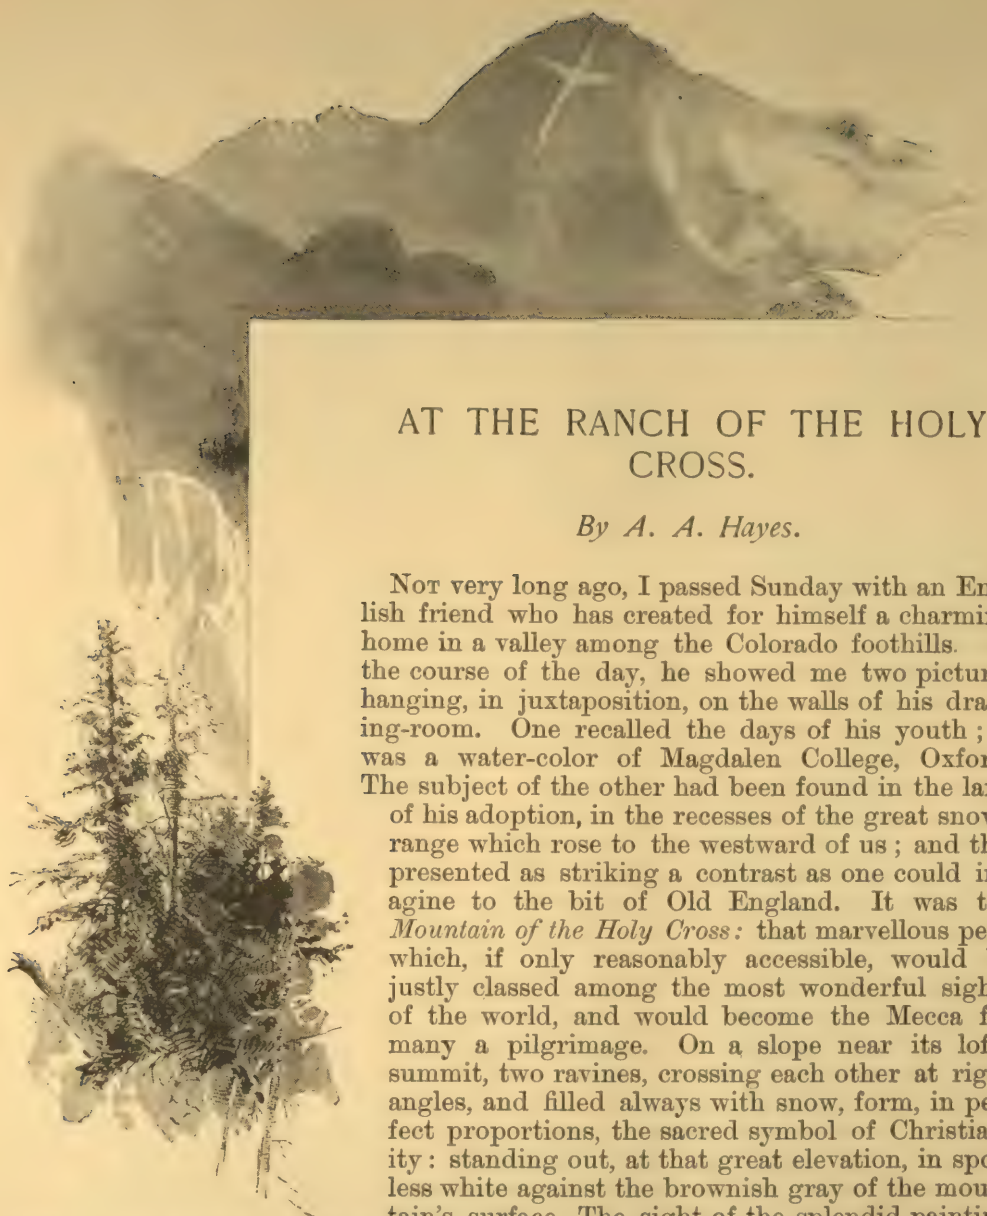 AT THE RANCH OF THE HOLY
CROSS.
By A. A. Hayes.
NOT very long ago, I passed Sunday with an En
lish friend who has created for himself a charmi
home in a valley among the Colorado foothills.
the course of the day, he showed me two pictur
hanging, in juxtaposition, on the walls of his dra
ing-room. One recalled the days of his youth ;
was a water-color of Magdalen College, Oxfor
The subject of the other had been found in the la
of his adoption, in the recesses of the great snow
range which rose to the westward of us ; and th
presented as striking a contrast as one could i
agine to the bit of Old England. It was t
Mountain of the Holy Cross: that marvellous pe
which, if only reasonably accessible, would
justly classed among the most wonderful sigh
of the world, and would become the Mecca f
many a pilgrimage. On a slope near its lof
summit, two ravines, crossing each other at rig
angles, and filled always with snow, form, in pe
fect proportions, the sacred symbol of Christia
ity : standing out, at that great elevation, in spo
less white against the brownish gray of the mou
tain's surface. The sight of the splendid paintin